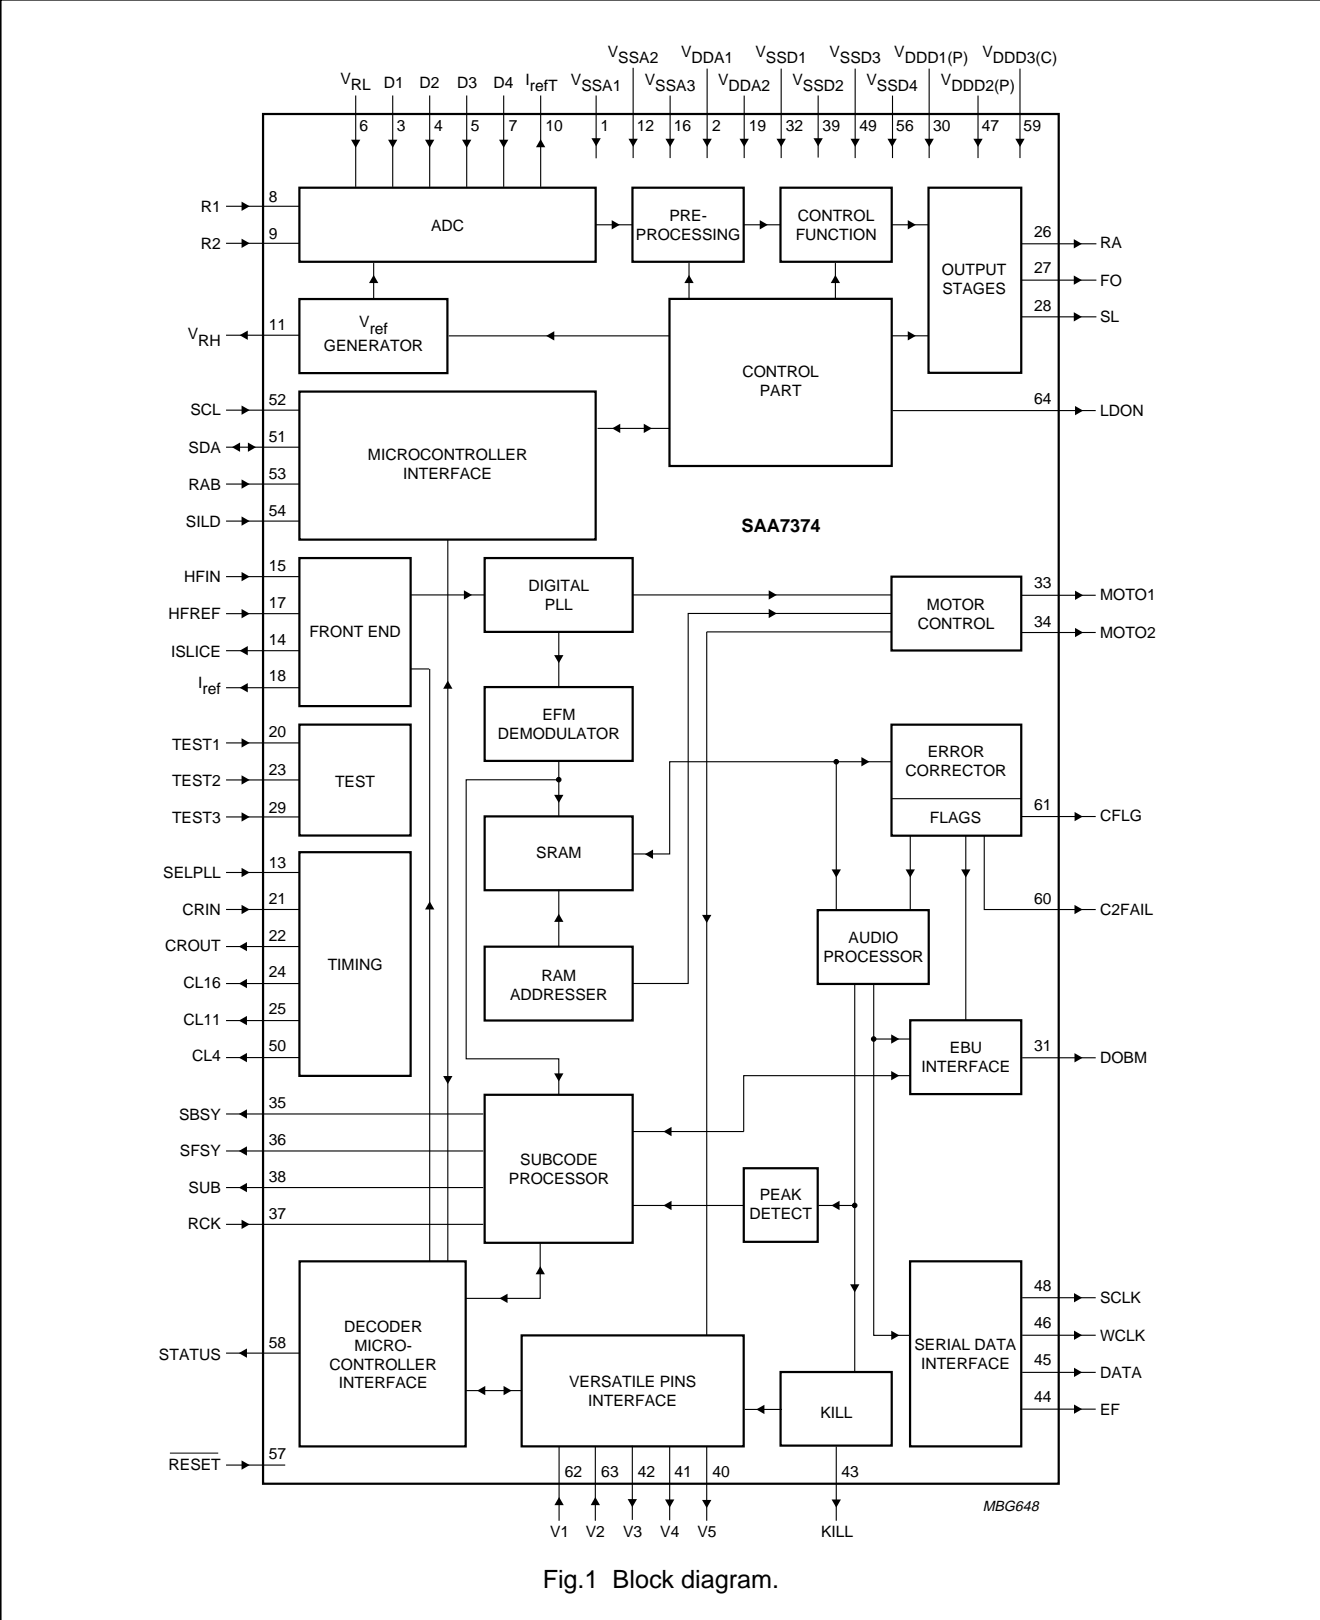 VSSA2 VDDA1 VSSD1 VSSD3 VDDD1(P) VDDD3(C)
VRL D1 D2 D3 D4 IrefT VSSA1 VSSA3 VDDA2 VSSD2 VSSD4 VDDD2(P)
6 3 4 5 7 10 1 12 16 2 19 32 39 49 56 30 47 59
R1 8
R2 9
ADC
PRE-
PROCESSING
CONTROL
FUNCTION
OUTPUT
STAGES
26 RA
27 FO
28 SL
VRH 11
Vref
GENERATOR
CONTROL
PART
64 LDON
SCL 52
SDA 51
RAB 53
SILD 54
MICROCONTROLLER
INTERFACE
SAA7374
HFIN 15
HFREF 17
ISLICE 14
Iref 18
FRONT END
DIGITAL
PLL
MOTOR
CONTROL
33 MOTO1
34 MOTO2
EFM
DEMODULATOR
TEST1 20
TEST2 23
TEST3 29
TEST
ERROR
CORRECTOR
FLAGS
61 CFLG
SRAM
60 C2FAIL
SELPLL 13
CRIN 21
CROUT 22
CL16 24
CL11 25
CL4 50
TIMING
AUDIO
PROCESSOR
RAM
ADDRESSER
EBU
INTERFACE
31 DOBM
SBSY 35
SFSY 36
SUB 38
RCK 37
SUBCODE
PROCESSOR
PEAK
DETECT
DECODER
MICRO-
CONTROLLER
INTERFACE
STATUS 58
VERSATILE PINS
INTERFACE
KILL
SERIAL DATA
INTERFACE
48 SCLK
46 WCLK
45 DATA
44 EF
RESET 57
62 63 42 41 40 43
V1 V2 V3 V4 V5 KILL
MBG648
Fig.1 Block diagram.